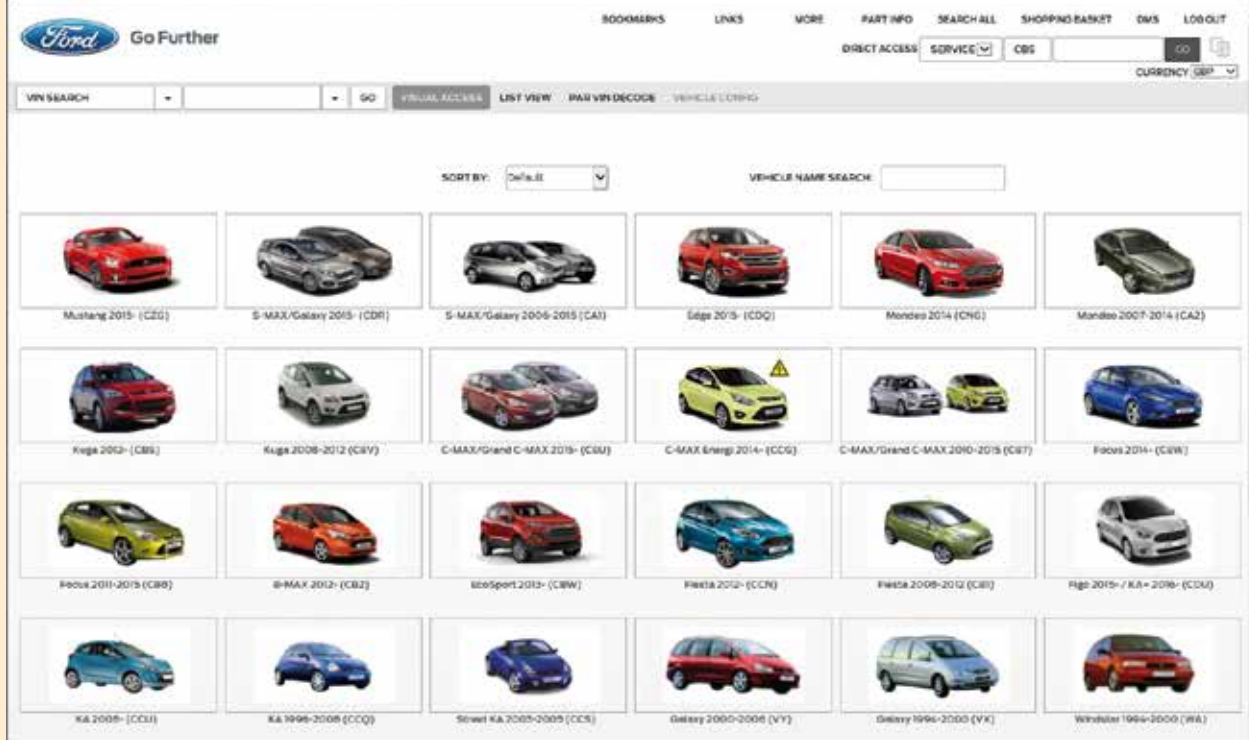 Ford Go Further
BOOKMARKS LINKS MORE PART INFO SEARCH ALL SHOPPING BASKET DMS LOGOUT
DIRECT ACCESS SERVICE CBS GO
CURRENCY GBP
VIN SEARCH GO VISUAL ACCESS LIST VIEW PAR VIN DECODE VEHICLE CONFIG
SORT BY: Default VEHICLE NAME SEARCH:
Mustang 2015- (CZG) S-MAX/Galaxy 2015- (CDR) S-MAX/Galaxy 2006-2015 (CA1) Edge 2015- (CDQ) Mondeo 2014 (CNG) Mondeo 2007-2014 (CA2)
Kuga 2012- (CBS) Kuga 2008-2012 (CBV) C-MAX/Grand C-MAX 2015- (CEU) C-MAX Energi 2014- (CCG) C-MAX/Grand C-MAX 2010-2015 (CB7) Focus 2014- (CEW)
Focus 2011-2015 (CB8) B-MAX 2012- (CB2) EcoSport 2013- (CBW) Fiesta 2012- (CCN) Fiesta 2008-2012 (CB1) Figo 2015- / KA+ 2016- (CDU)
KA 2008- (CCU) KA 1996-2008 (CCQ) Street KA 2003-2005 (CCS) Galaxy 2000-2006 (VY) Galaxy 1994-2000 (VX) Windstar 1994-2000 (WA)